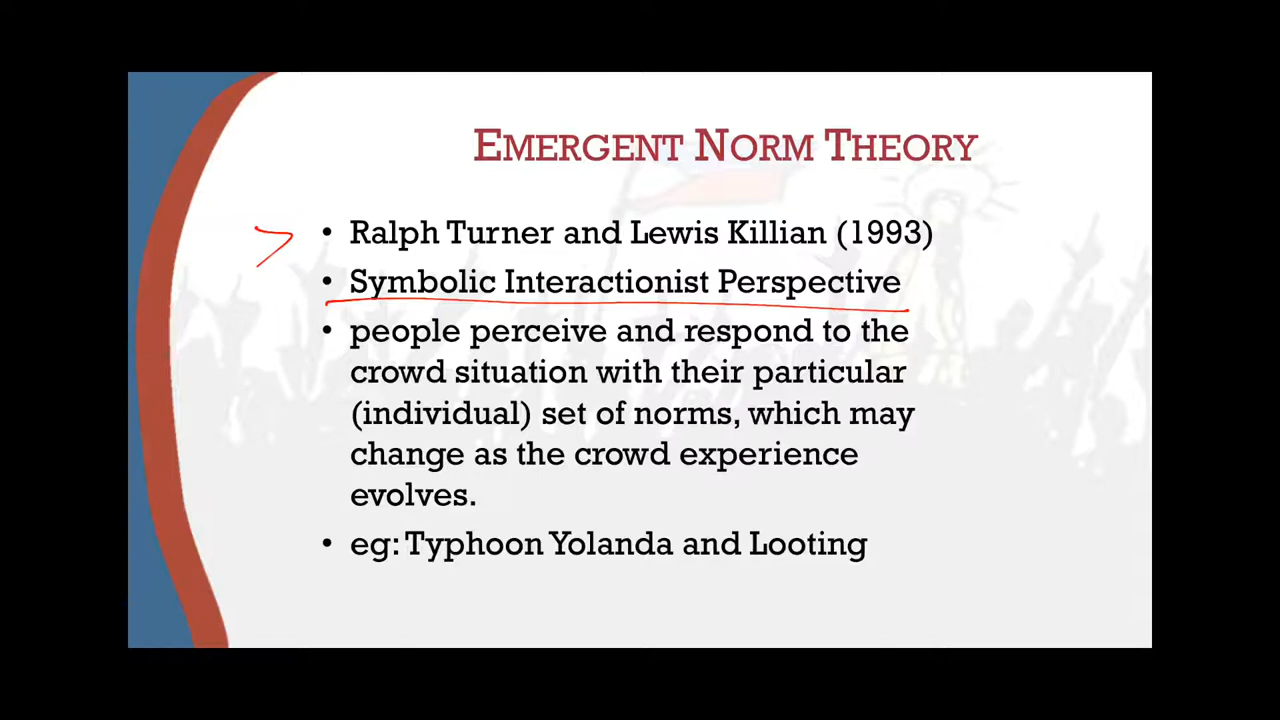 EMERGENT NORM THEORY
• Ralph Turner and Lewis Killian (1993)
• Symbolic Interactionist Perspective
• people perceive and respond to the
crowd situation with their particular
(individual) set of norms, which may
change as the crowd experience
evolves.
• eg: Typhoon Yolanda and Looting